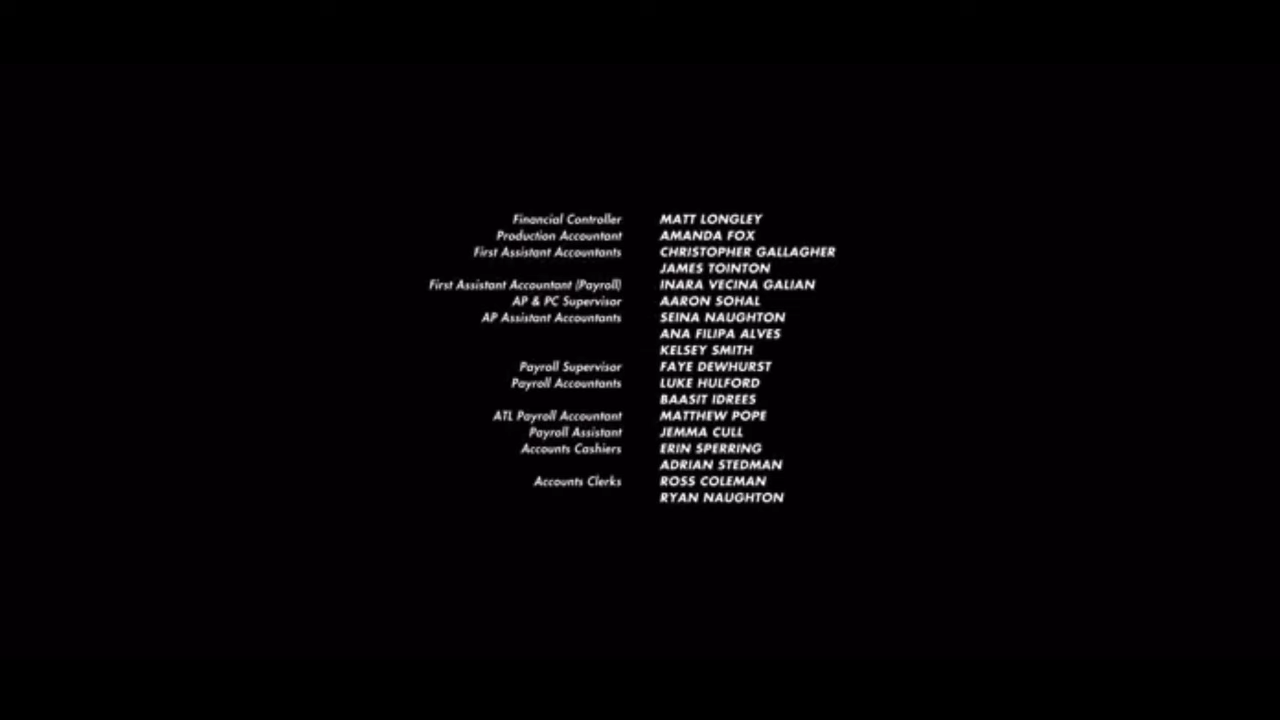 Financial Controller MATT LONGLEY
Production Accountant AMANDA FOX
First Assistant Accountants CHRISTOPHER GALLAGHER
JAMES TOINTON
First Assistant Accountant (Payroll) INARA VECINA GALIAN
AP & PC Supervisor AARON SOHAL
AP Assistant Accountants SEINA NAUGHTON
ANA FILIPA ALVES
KELSEY SMITH
Payroll Supervisor FAYE DEWHURST
Payroll Accountants LUKE HULFORD
BAASIT IDREES
ATL Payroll Accountant MATTHEW POPE
Payroll Assistant JEMMA CULL
Accounts Cashiers ERIN SPERRING
ADRIAN STEDMAN
Accounts Clerks ROSS COLEMAN
RYAN NAUGHTON